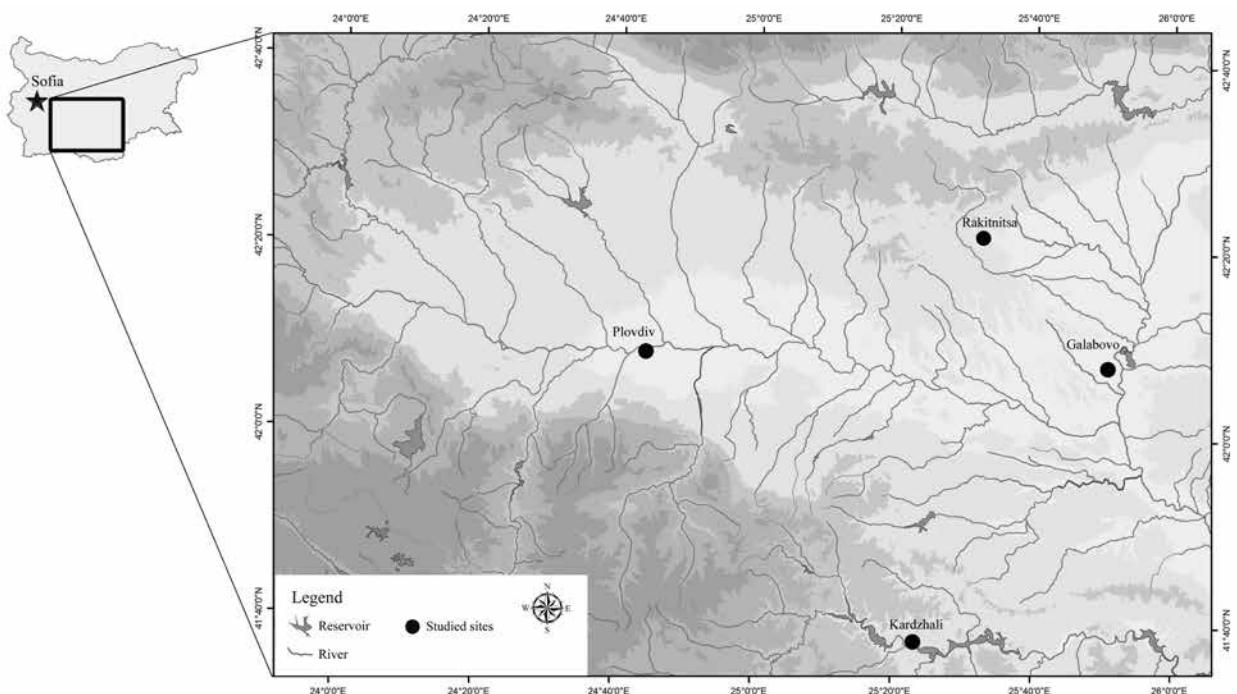 24°0'0"E 24°20'0"E 24°40'0"E 25°0'0"E 25°20'0"E 25°40'0"E 26°0'0"E
42°40'0"N
42°40'0"N
Sofia
Rakitnitsa
42°20'0"N
42°20'0"N
Plovdiv
Galabovo
42°0'0"N
42°0'0"N
Legend
N
W E
S
Reservoir Studied sites
River
41°40'0"N
Kardzhali
41°40'0"N
24°0'0"E 24°20'0"E 24°40'0"E 25°0'0"E 25°20'0"E 25°40'0"E 26°0'0"E